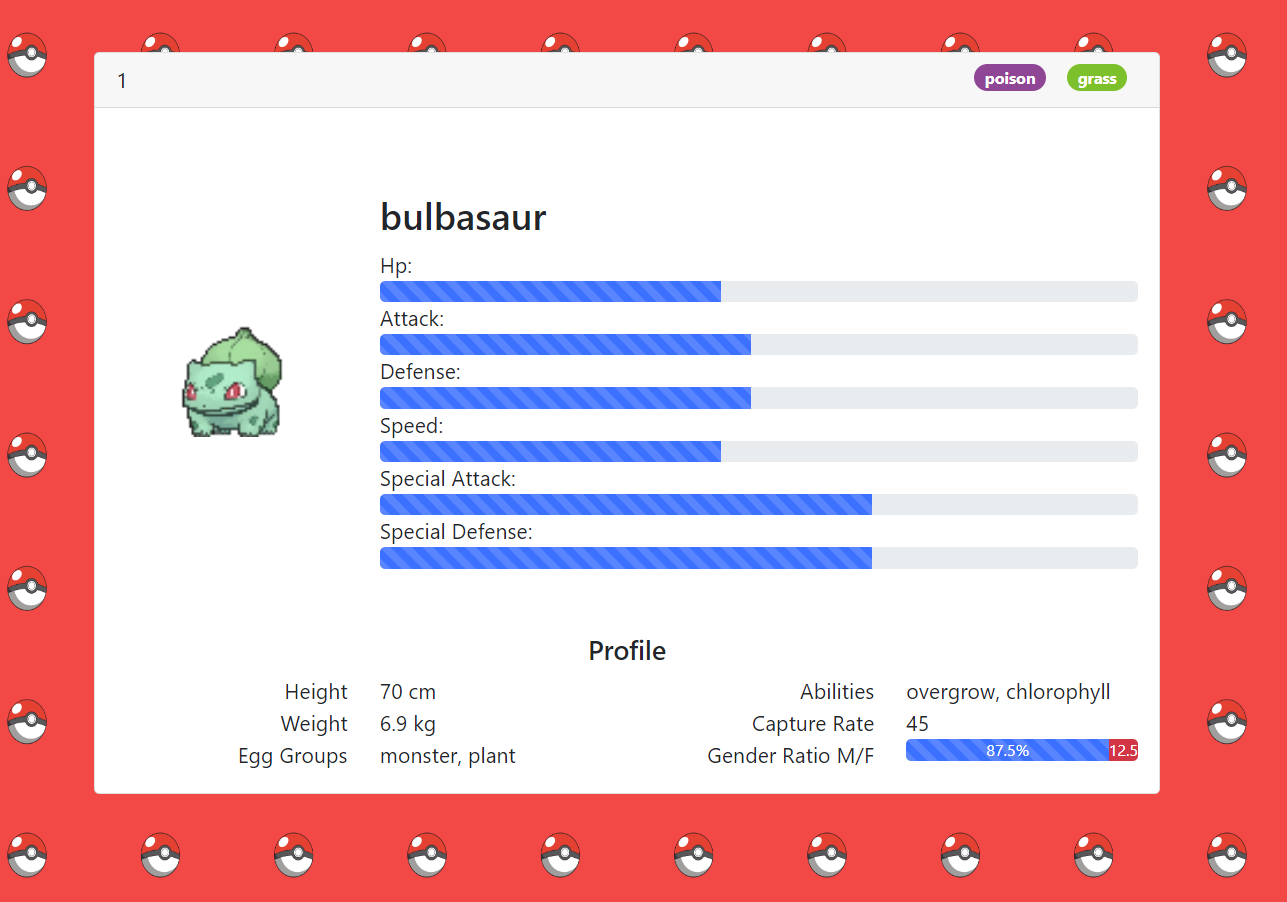 1
poison grass
bulbasaur
Hp:
Attack:
Defense:
Speed:
Special Attack:
Special Defense:
Profile
Height 70 cm Abilities overgrow, chlorophyll
Weight 6.9 kg Capture Rate 45
Egg Groups monster, plant Gender Ratio M/F 87.5% 12.5